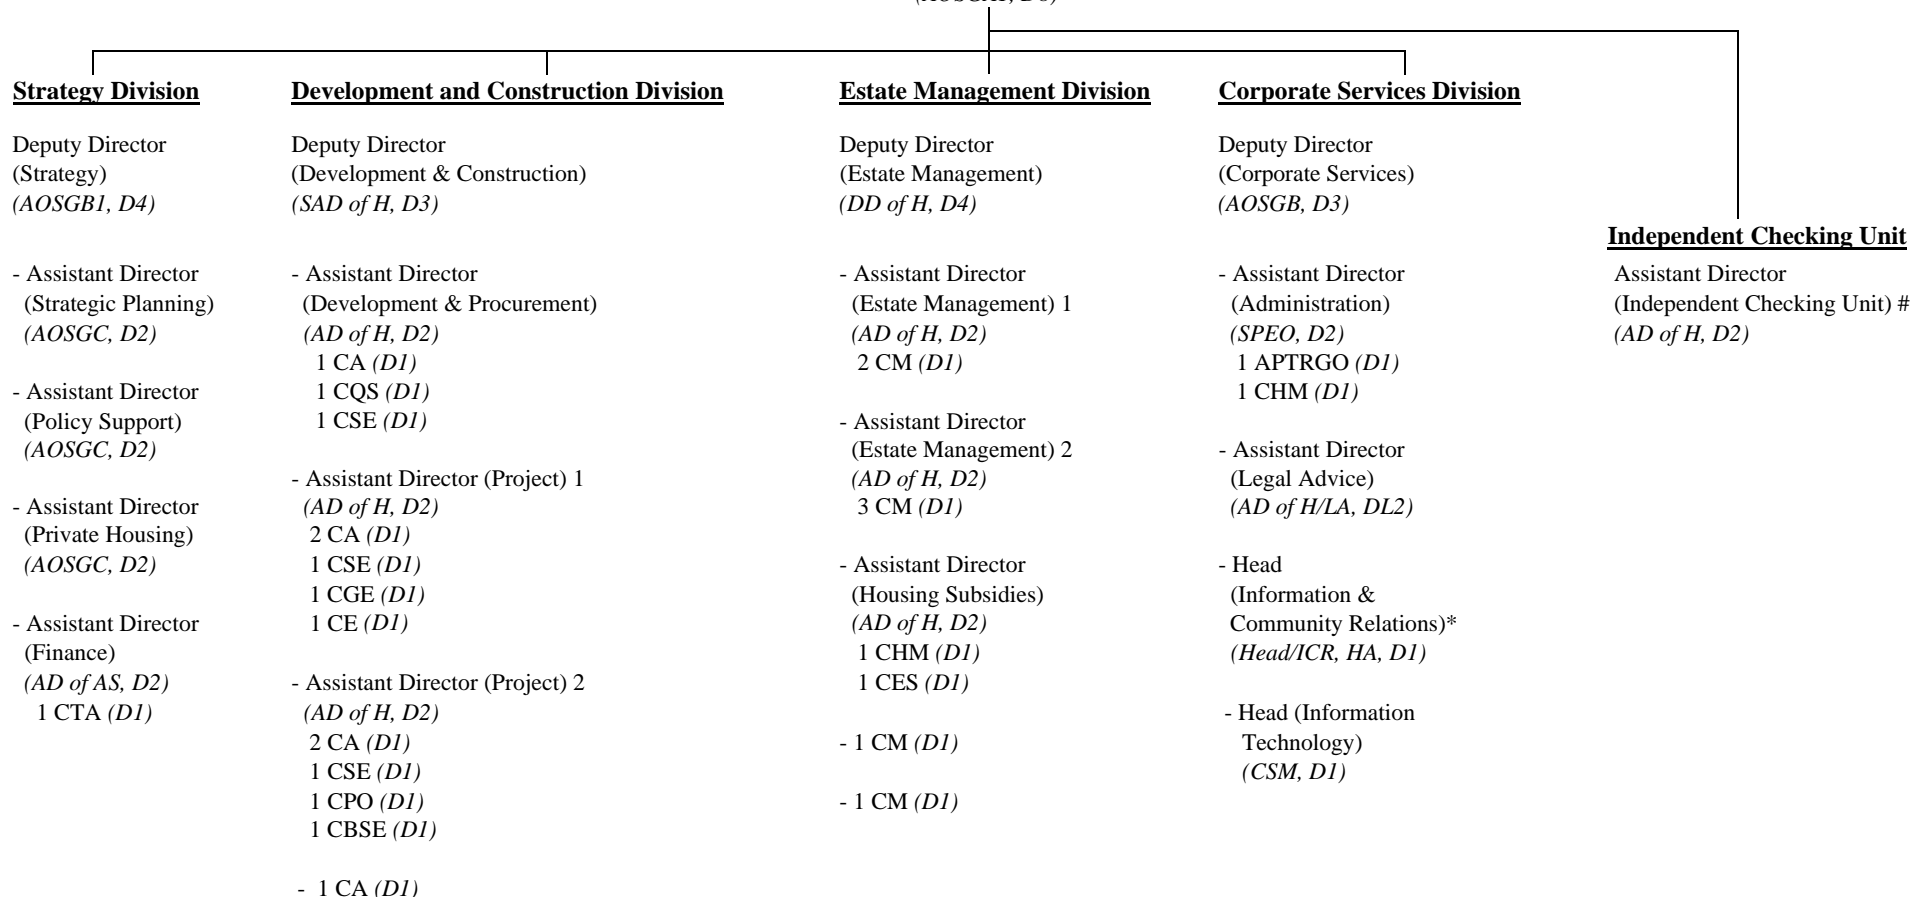 Strategy Division
Deputy Director
(Strategy)
(AOSGB1, D4)
- Assistant Director
(Strategic Planning)
(AOSGC, D2)
- Assistant Director
(Policy Support)
(AOSGC, D2)
- Assistant Director
(Private Housing)
(AOSGC, D2)
- Assistant Director
(Finance)
(AD of AS, D2)
1 CTA (D1)
Development and Construction Division
Deputy Director
(Development & Construction)
(SAD of H, D3)
- Assistant Director
(Development & Procurement)
(AD of H, D2)
1 CA (D1)
1 CQS (D1)
1 CSE (D1)
- Assistant Director (Project) 1
(AD of H, D2)
2 CA (D1)
1 CSE (D1)
1 CGE (D1)
1 CE (D1)
- Assistant Director (Project) 2
(AD of H, D2)
2 CA (D1)
1 CSE (D1)
1 CPO (D1)
1 CBSE (D1)
- 1 CA (D1)
Estate Management Division
Deputy Director
(Estate Management)
(DD of H, D4)
- Assistant Director
(Estate Management) 1
(AD of H, D2)
2 CM (D1)
- Assistant Director
(Estate Management) 2
(AD of H, D2)
3 CM (D1)
- Assistant Director
(Housing Subsidies)
(AD of H, D2)
1 CHM (D1)
1 CES (D1)
- 1 CM (D1)
- 1 CM (D1)
Corporate Services Division
Deputy Director
(Corporate Services)
(AOSGB, D3)
- Assistant Director
(Administration)
(SPEO, D2)
1 APTRGO (D1)
1 CHM (D1)
- Assistant Director
(Legal Advice)
(AD of H/LA, DL2)
- Head
(Information &
Community Relations)*
(Head/ICR, HA, D1)
- Head (Information
Technology)
(CSM, D1)
Independent Checking Unit
Assistant Director
(Independent Checking Unit) #
(AD of H, D2)